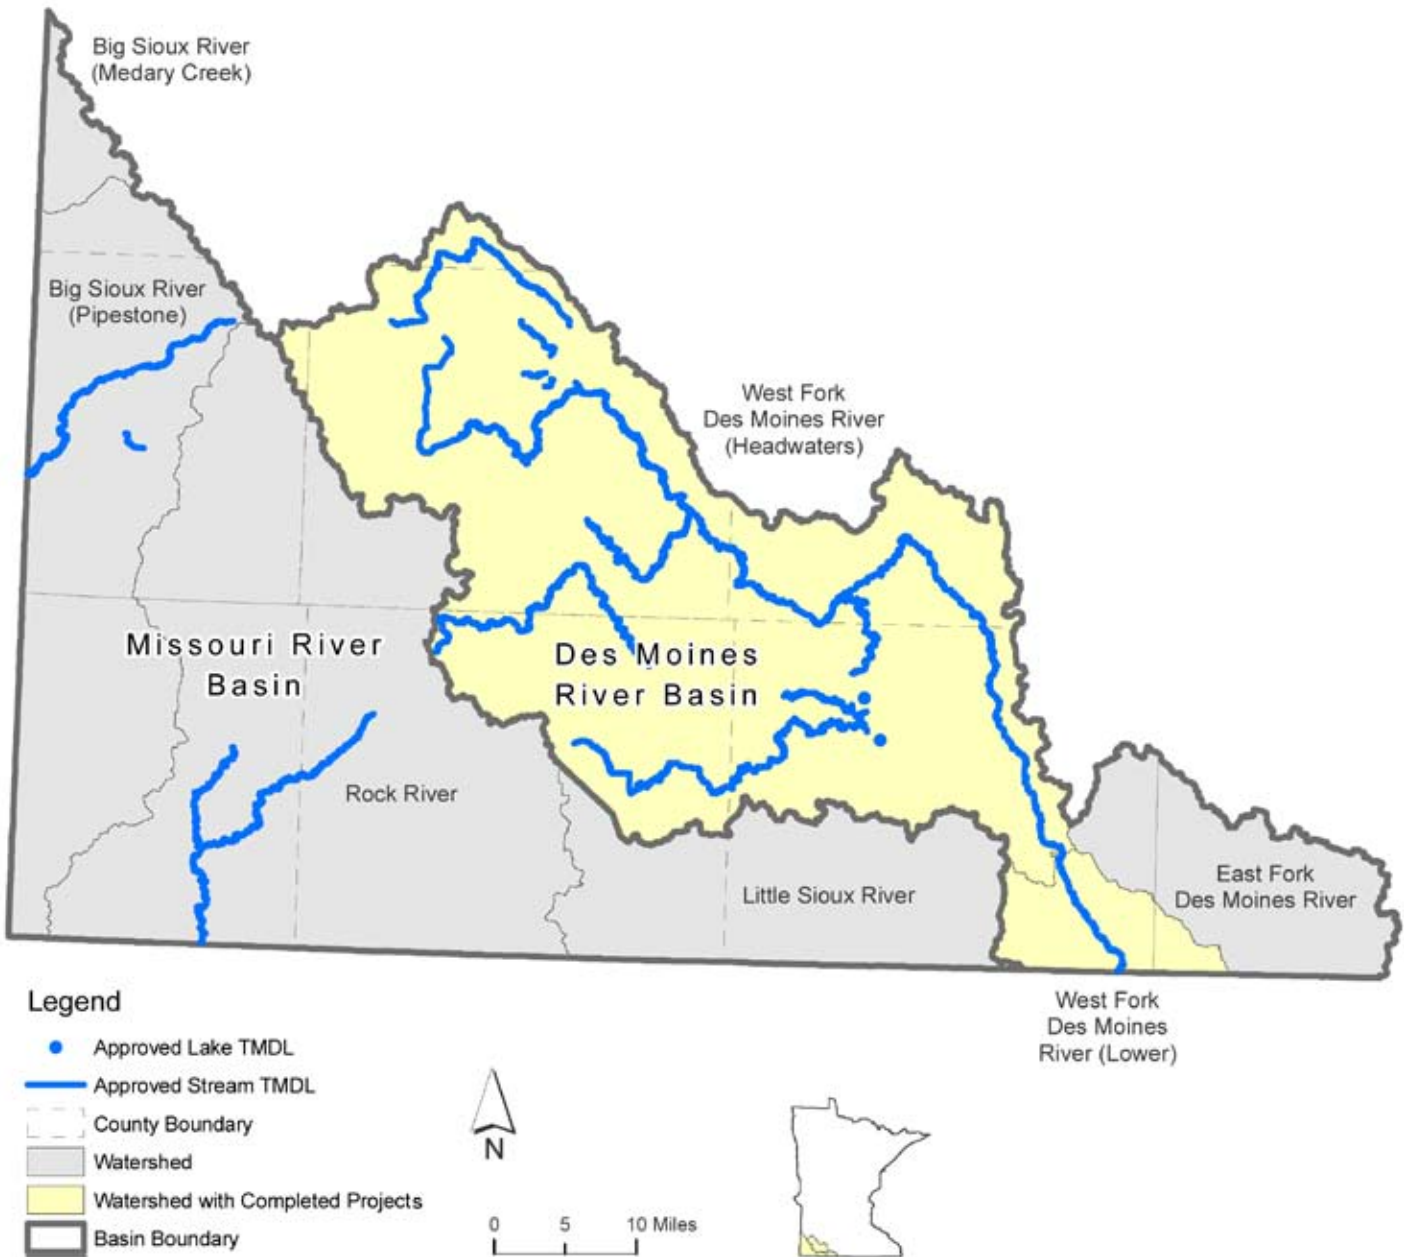 Big Sioux River
(Medary Creek)
Big Sioux River
(Pipestone)
West Fork
Des Moines River
(Headwaters)
Missouri River
Basin
Des Moines
River Basin
Rock River
Little Sioux River
East Fork
Des Moines River
West Fork
Des Moines
River (Lower)
Legend
Approved Lake TMDL
Approved Stream TMDL
County Boundary
Watershed
Watershed with Completed Projects
Basin Boundary
N
0 5 10 Miles